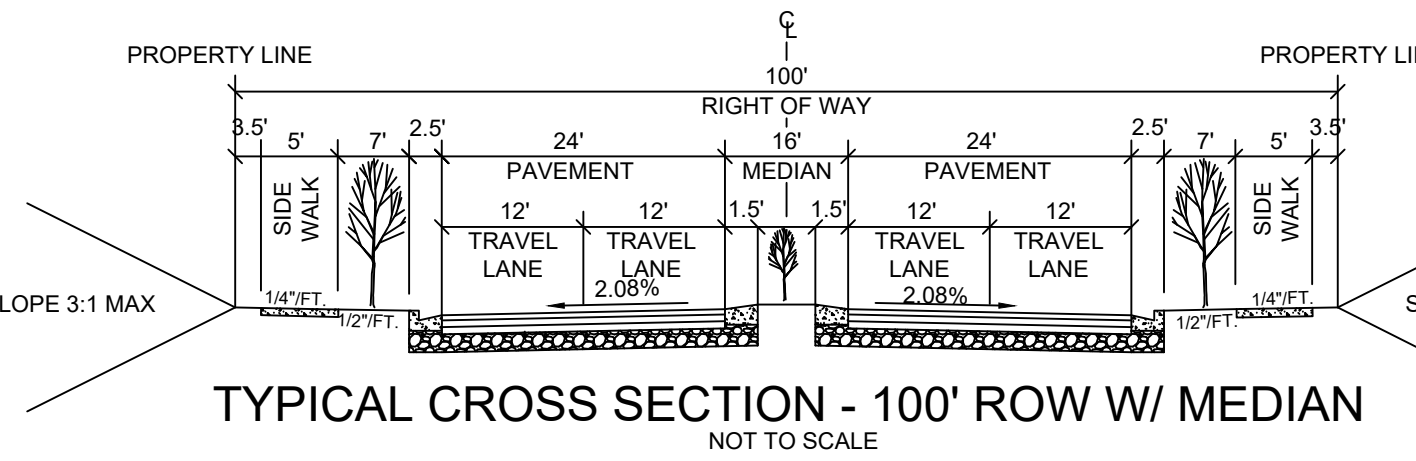 ℄
PROPERTY LINE
PROPERTY LI
100'
RIGHT OF WAY
3.5' 5' 7' 2.5' 24' 16' 24' 2.5' 7' 5' 3.5'
PAVEMENT MEDIAN PAVEMENT
SIDE
WALK
12' 12' 1.5' 1.5' 12' 12'
TRAVEL
LANE
TRAVEL
LANE
TRAVEL
LANE
TRAVEL
LANE
SIDE
WALK
2.08% 2.08%
LOPE 3:1 MAX
1/4"/FT. 1/4"/FT.
S
1/2"/FT. 1/2"/FT.
TYPICAL CROSS SECTION - 100' ROW W/ MEDIAN
NOT TO SCALE